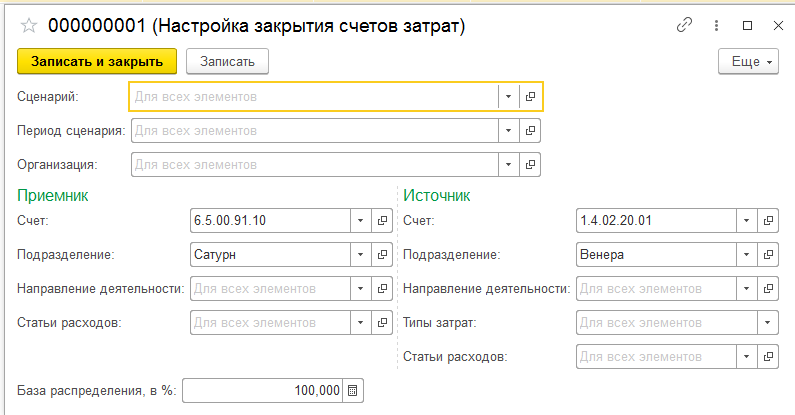 000000001 (Настройка закрытия счетов затрат)
Записать и закрыть Записать Еще
Сценарий: Для всех элементов
Период сценария: Для всех элементов
Организация: Для всех элементов
Приемник Источник
Счет: 6.5.00.91.10 Счет: 1.4.02.20.01
Подразделение: Сатурн Подразделение: Венера
Направление деятельности: Для всех элементов Направление деятельности: Для всех элементов
Статьи расходов: Для всех элементов Типы затрат: Для всех элементов
Статьи расходов: Для всех элементов
База распределения, в %: 100,000